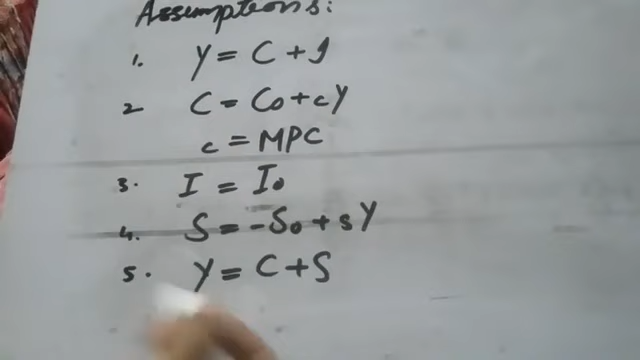 Assumptions:
1. Y = C + I
2 C = C₀ + cY
c = MPC
3. I = I₀
4. S = -S₀ + sY
5. Y = C + S